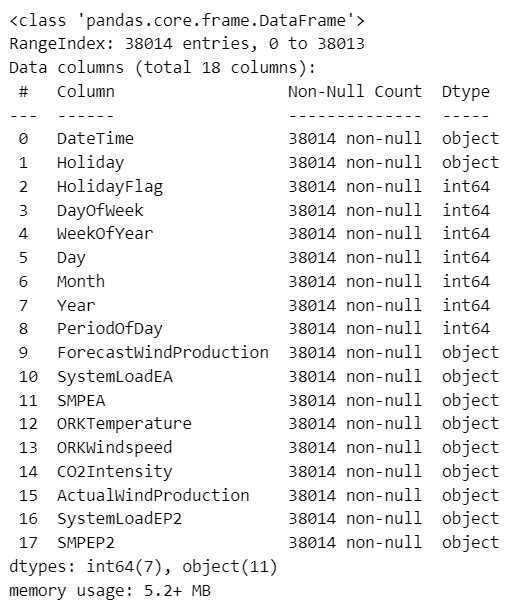 <class 'pandas.core.frame.DataFrame'>
RangeIndex: 38014 entries, 0 to 38013
Data columns (total 18 columns):
 #   Column                  Non-Null Count  Dtype
---  ------                  --------------  -----
 0   DateTime                38014 non-null  object
 1   Holiday                 38014 non-null  object
 2   HolidayFlag             38014 non-null  int64
 3   DayOfWeek               38014 non-null  int64
 4   WeekOfYear              38014 non-null  int64
 5   Day                     38014 non-null  int64
 6   Month                   38014 non-null  int64
 7   Year                    38014 non-null  int64
 8   PeriodOfDay             38014 non-null  int64
 9   ForecastWindProduction  38014 non-null  object
 10  SystemLoadEA            38014 non-null  object
 11  SMPEA                   38014 non-null  object
 12  ORKTemperature          38014 non-null  object
 13  ORKWindspeed            38014 non-null  object
 14  CO2Intensity            38014 non-null  object
 15  ActualWindProduction    38014 non-null  object
 16  SystemLoadEP2           38014 non-null  object
 17  SMPEP2                  38014 non-null  object
dtypes: int64(7), object(11)
memory usage: 5.2+ MB